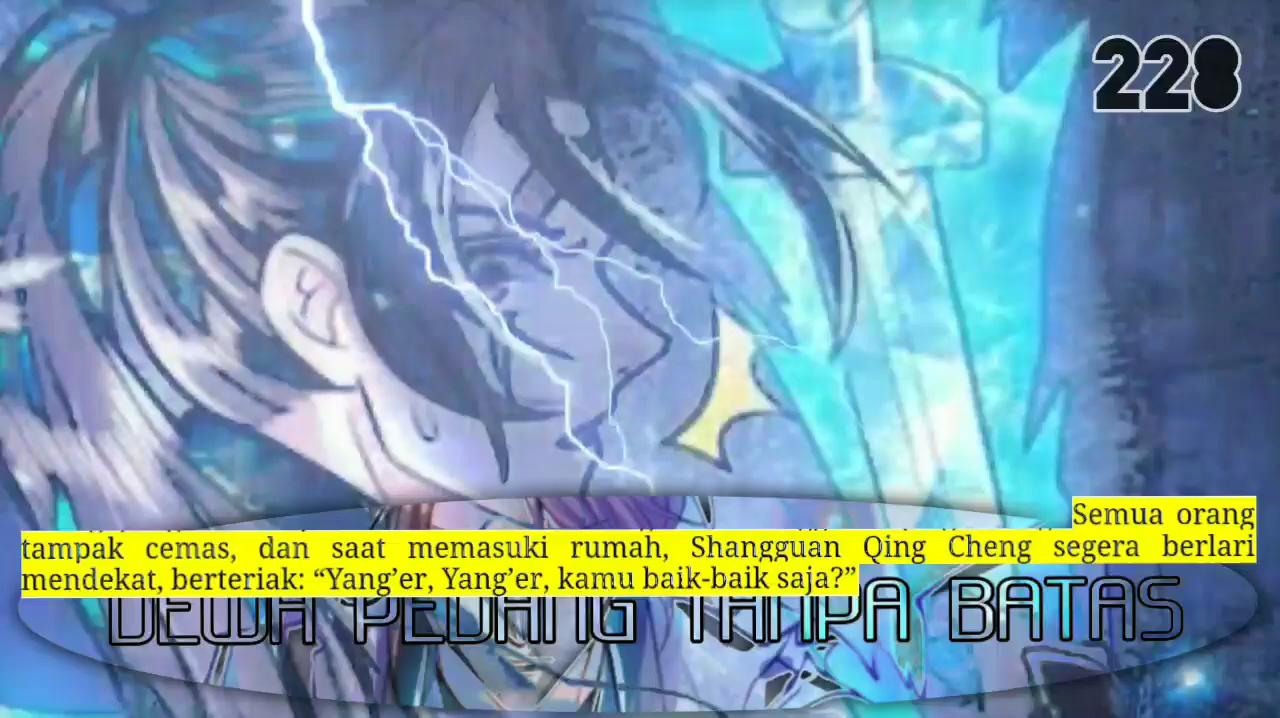 228
Semua orang
tampak cemas, dan saat memasuki rumah, Shangguan Qing Cheng segera berlari
mendekat, berteriak: “Yang’er, Yang’er, kamu baik-baik saja?”
DEWA PEDANG TANPA BATAS